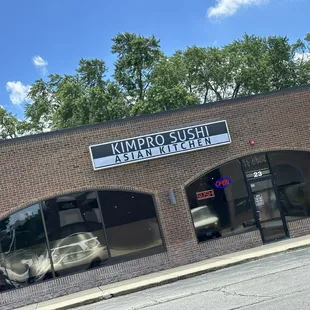 KIMPRO SUSHI
ASIAN KITCHEN
23
OPEN